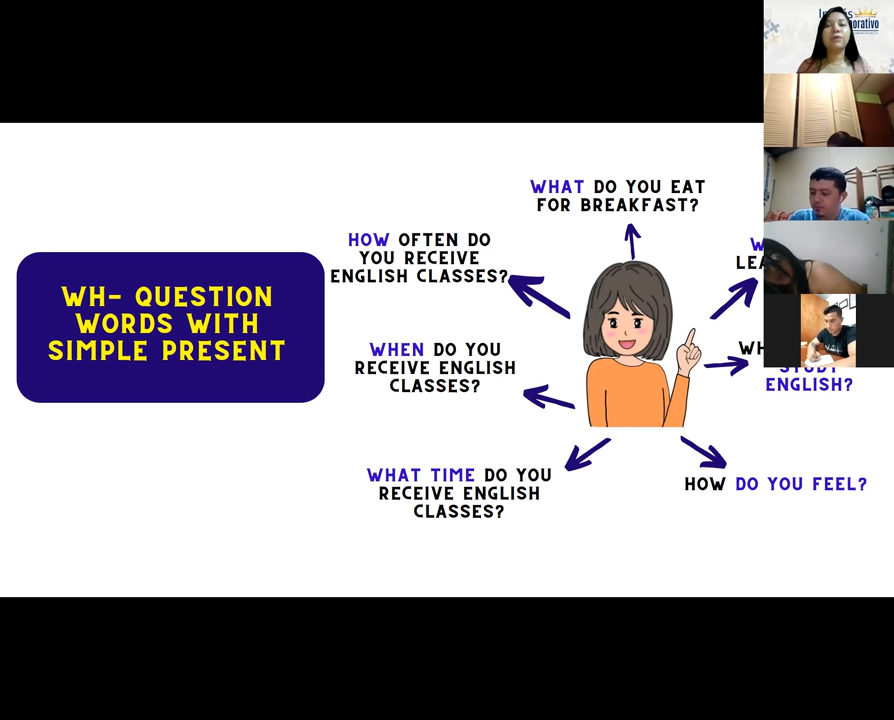 WH- QUESTION
WORDS WITH
SIMPLE PRESENT
WHAT DO YOU EAT
FOR BREAKFAST?
HOW OFTEN DO
YOU RECEIVE
ENGLISH CLASSES?
WHEN DO YOU
RECEIVE ENGLISH
CLASSES?
WHAT TIME DO YOU
RECEIVE ENGLISH
CLASSES?
STUDY
ENGLISH?
HOW DO YOU FEEL?